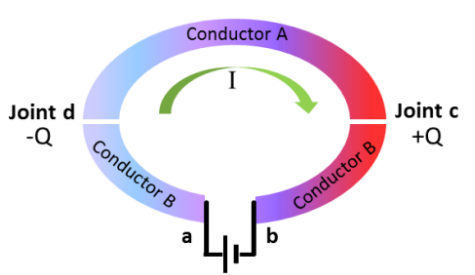 Conductor A
I
Joint d
-Q
Joint c
+Q
Conductor B
Conductor B
a
b